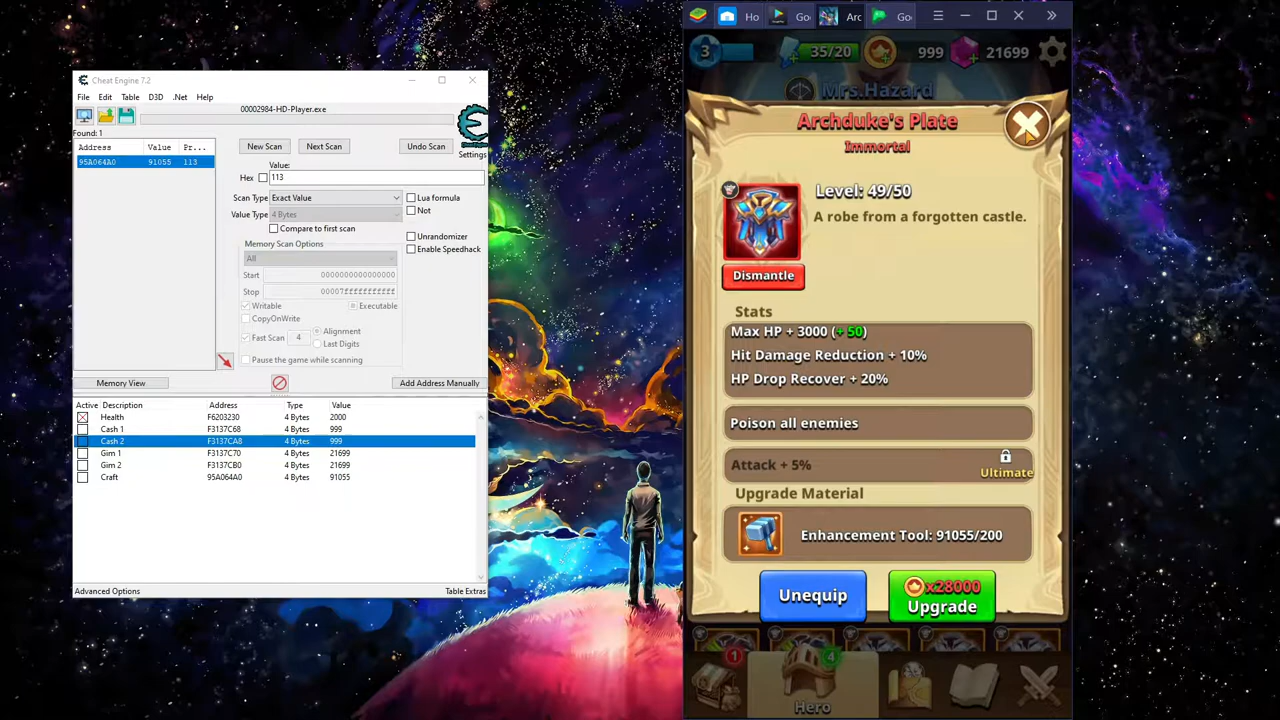 Cheat Engine 7.2
File Edit Table D3D .Net Help
00002984-HD-Player.exe
Found: 1
Address Value Pr...
95A064A0 91055 113
New Scan Next Scan Undo Scan
Settings
Value:
Hex 113
Scan Type Exact Value
Value Type 4 Bytes
Compare to first scan
Lua formula
Not
Memory Scan Options
All
Unrandomizer
Enable Speedhack
Start 0000000000000000
Stop 00007fffffffffff
Writable Executable
CopyOnWrite
Fast Scan 4 Alignment
Last Digits
Pause the game while scanning
Memory View Add Address Manually
Active Description Address Type Value
Health F6203230 4 Bytes 2000
Cash 1 F3137C68 4 Bytes 999
Cash 2 F3137CA8 4 Bytes 999
Gim 1 F3137C70 4 Bytes 21699
Gim 2 F3137CB0 4 Bytes 21699
Craft 95A064A0 4 Bytes 91055
Advanced Options Table Extras
Ho Go Arc Go
3 35/20 999 21699
Mrs.Hazard
Archduke's Plate
Immortal
Level: 49/50
A robe from a forgotten castle.
Dismantle
Stats
Max HP + 3000 (+ 50)
Hit Damage Reduction + 10%
HP Drop Recover + 20%
Poison all enemies
Attack + 5% Ultimate
Upgrade Material
Enhancement Tool: 91055/200
Unequip
x28000
Upgrade
1 4
Hero